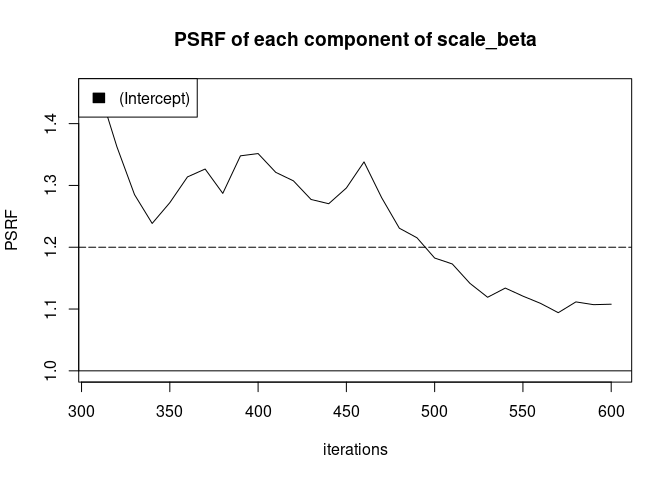 PSRF of each component of scale_beta
(Intercept)
PSRF
1.4
1.3
1.2
1.1
1.0
300 350 400 450 500 550 600
iterations